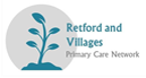 Retford and
Villages
Primary Care Network